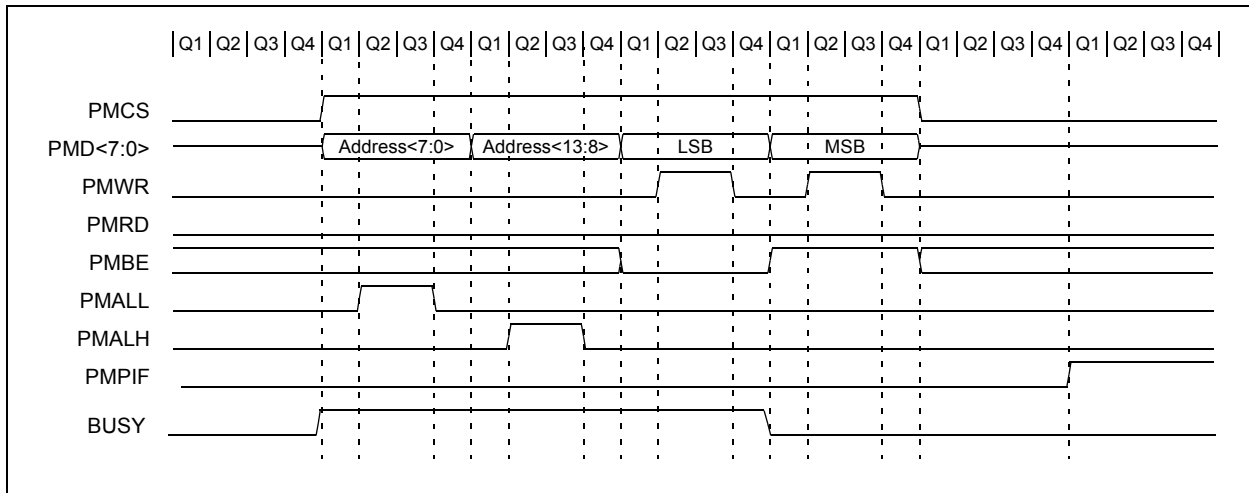 Q1 Q2 Q3 Q4 Q1 Q2 Q3 Q4 Q1 Q2 Q3 Q4 Q1 Q2 Q3 Q4 Q1 Q2 Q3 Q4 Q1 Q2 Q3 Q4 Q1 Q2 Q3 Q4
PMCS
PMD<7:0> Address<7:0> Address<13:8> LSB MSB
PMWR
PMRD
PMBE
PMALL
PMALH
PMPIF
BUSY